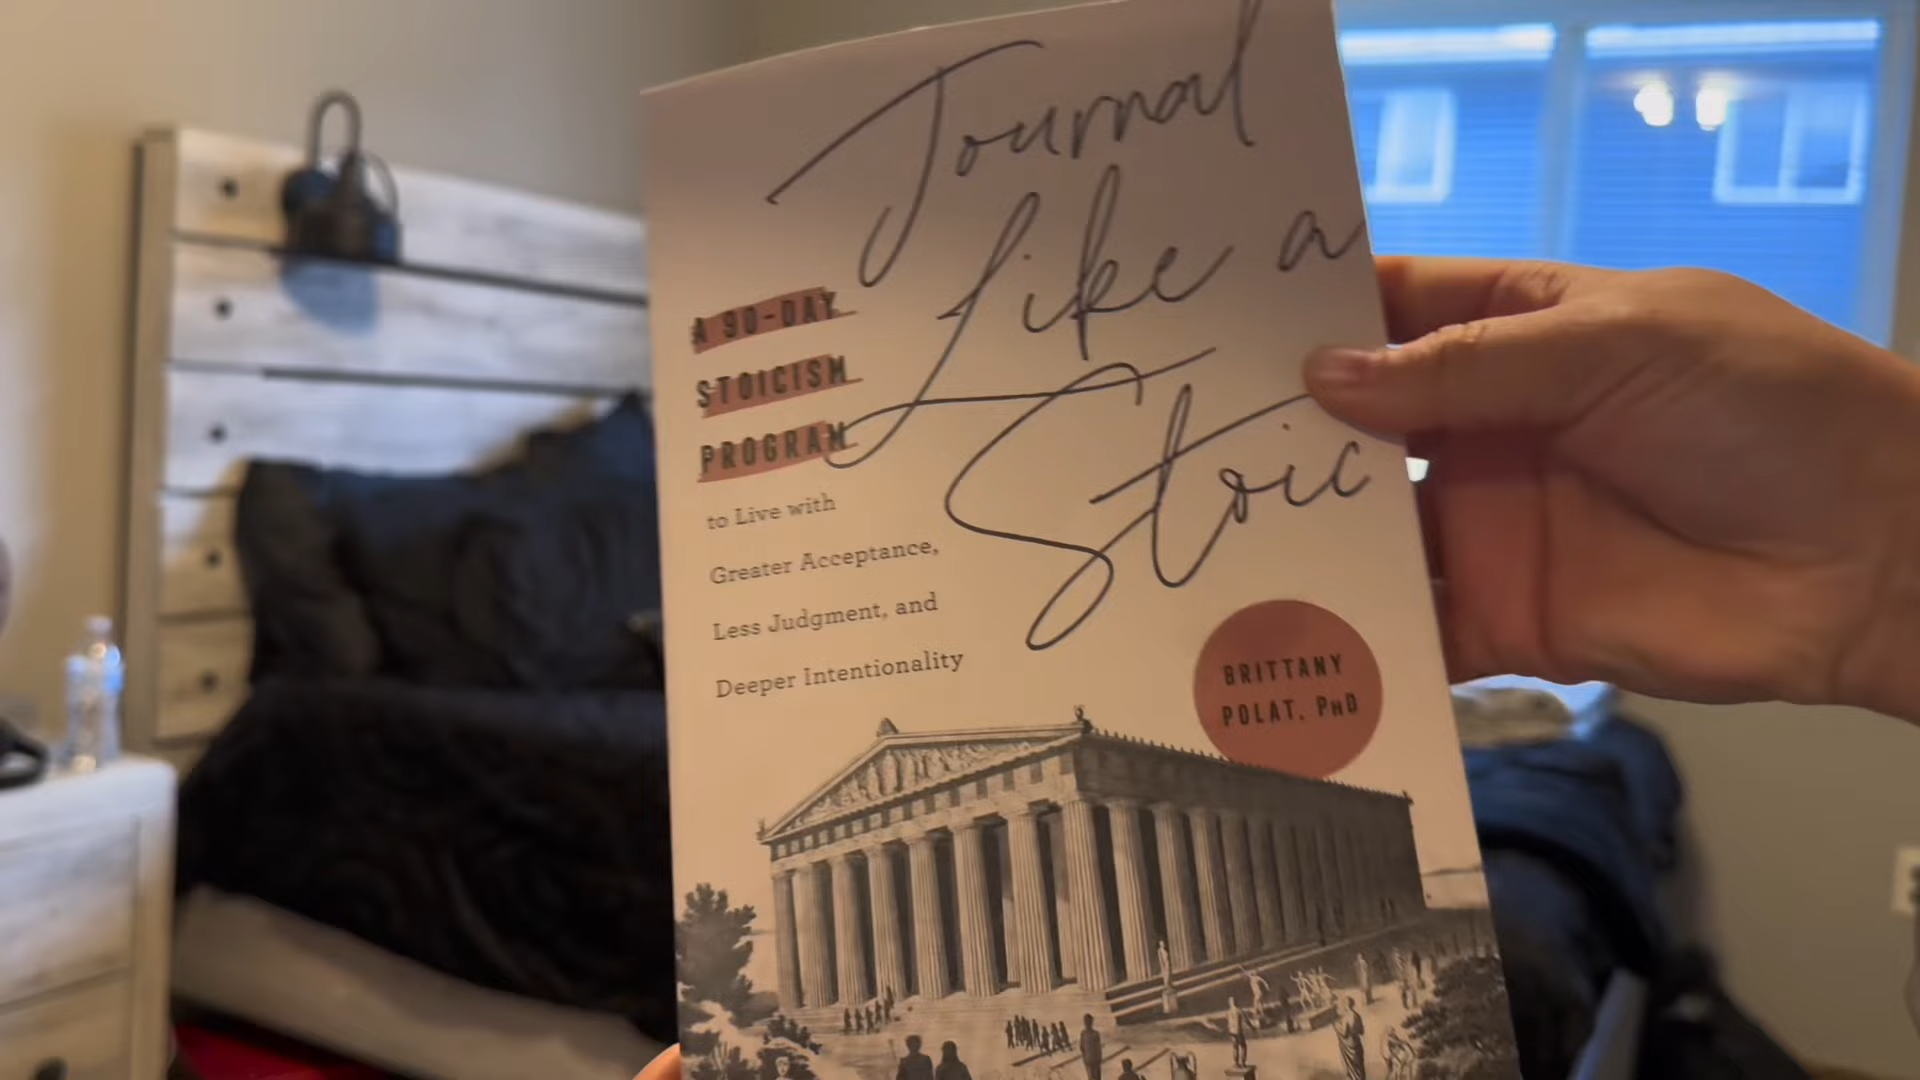 Journal
Like a
Stoic
A 90-DAY
STOICISM
PROGRAM
to Live with
Greater Acceptance,
Less Judgment, and
Deeper Intentionality
BRITTANY
POLAT, PHD